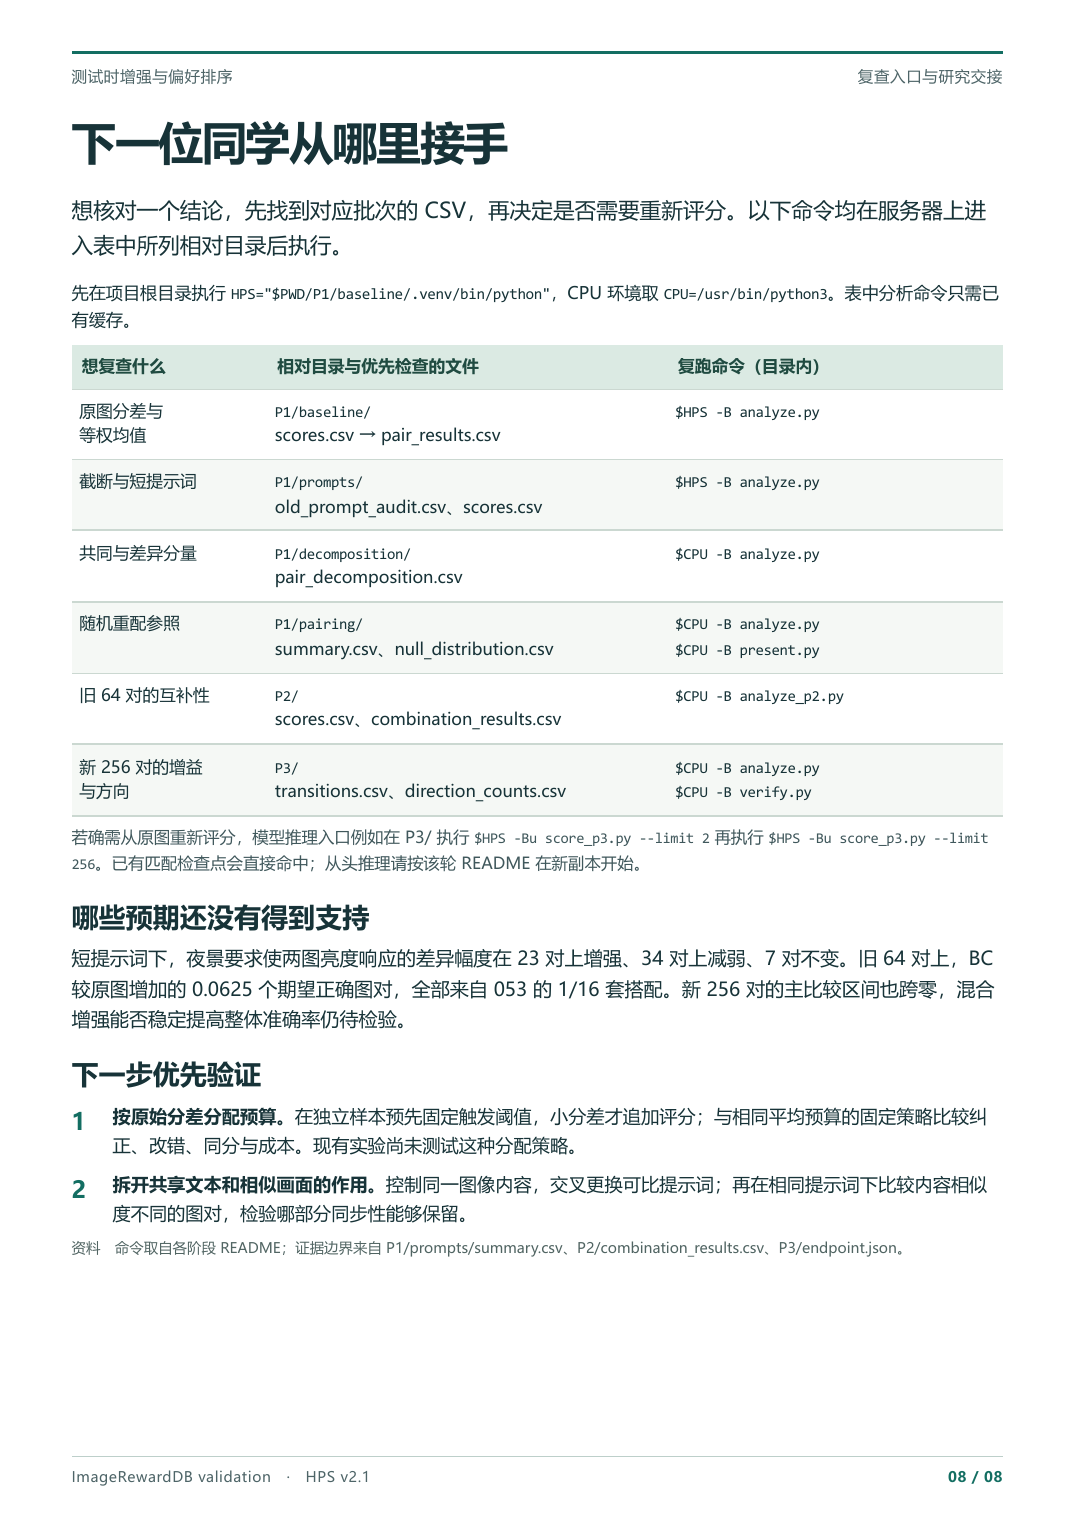 测试时增强与偏好排序
复查入口与研究交接
下一位同学从哪里接手
想核对一个结论，先找到对应批次的 CSV，再决定是否需要重新评分。以下命令均在服务器上进
入表中所列相对目录后执行。
先在项目根目录执行 HPS="$PWD/P1/baseline/.venv/bin/python"，CPU 环境取 CPU=/usr/bin/python3。表中分析命令只需已
有缓存。
想复查什么
相对目录与优先检查的文件
复跑命令（目录内）
原图分差与
等权均值
P1/baseline/
scores.csv → pair_results.csv
$HPS -B analyze.py
截断与短提示词
P1/prompts/
old_prompt_audit.csv、scores.csv
$HPS -B analyze.py
共同与差异分量
P1/decomposition/
pair_decomposition.csv
$CPU -B analyze.py
随机重配参照
P1/pairing/
summary.csv、null_distribution.csv
$CPU -B analyze.py
$CPU -B present.py
旧 64 对的互补性
P2/
scores.csv、combination_results.csv
$CPU -B analyze_p2.py
新 256 对的增益
与方向
P3/
transitions.csv、direction_counts.csv
$CPU -B analyze.py
$CPU -B verify.py
若确需从原图重新评分，模型推理入口例如在 P3/ 执行 $HPS -Bu score_p3.py --limit 2 再执行 $HPS -Bu score_p3.py --limit
256。已有匹配检查点会直接命中；从头推理请按该轮 README 在新副本开始。
哪些预期还没有得到支持
短提示词下，夜景要求使两图亮度响应的差异幅度在 23 对上增强、34 对上减弱、7 对不变。旧 64 对上，BC
较原图增加的 0.0625 个期望正确图对，全部来自 053 的 1/16 套搭配。新 256 对的主比较区间也跨零，混合
增强能否稳定提高整体准确率仍待检验。
下一步优先验证
1 按原始分差分配预算。在独立样本预先固定触发阈值，小分差才追加评分；与相同平均预算的固定策略比较纠
正、改错、同分与成本。现有实验尚未测试这种分配策略。
2 拆开共享文本和相似画面的作用。控制同一图像内容，交叉更换可比提示词；再在相同提示词下比较内容相似
度不同的图对，检验哪部分同步性能够保留。
资料 命令取自各阶段 README；证据边界来自 P1/prompts/summary.csv、P2/combination_results.csv、P3/endpoint.json。
ImageRewardDB validation · HPS v2.1
08 / 08